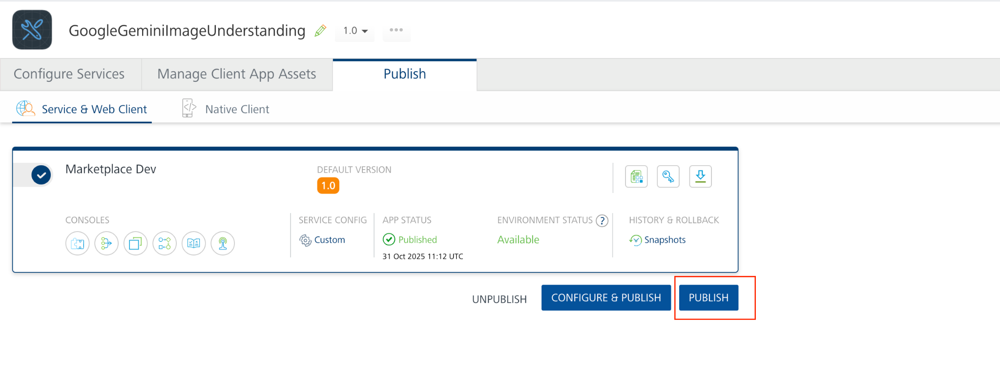 GoogleGeminiImageUnderstanding 1.0
Configure Services Manage Client App Assets Publish
Service & Web Client Native Client
Marketplace Dev
DEFAULT VERSION
1.0
CONSOLES
SERVICE CONFIG
Custom
APP STATUS
Published
31 Oct 2025 11:12 UTC
ENVIRONMENT STATUS ?
Available
HISTORY & ROLLBACK
Snapshots
UNPUBLISH CONFIGURE & PUBLISH PUBLISH